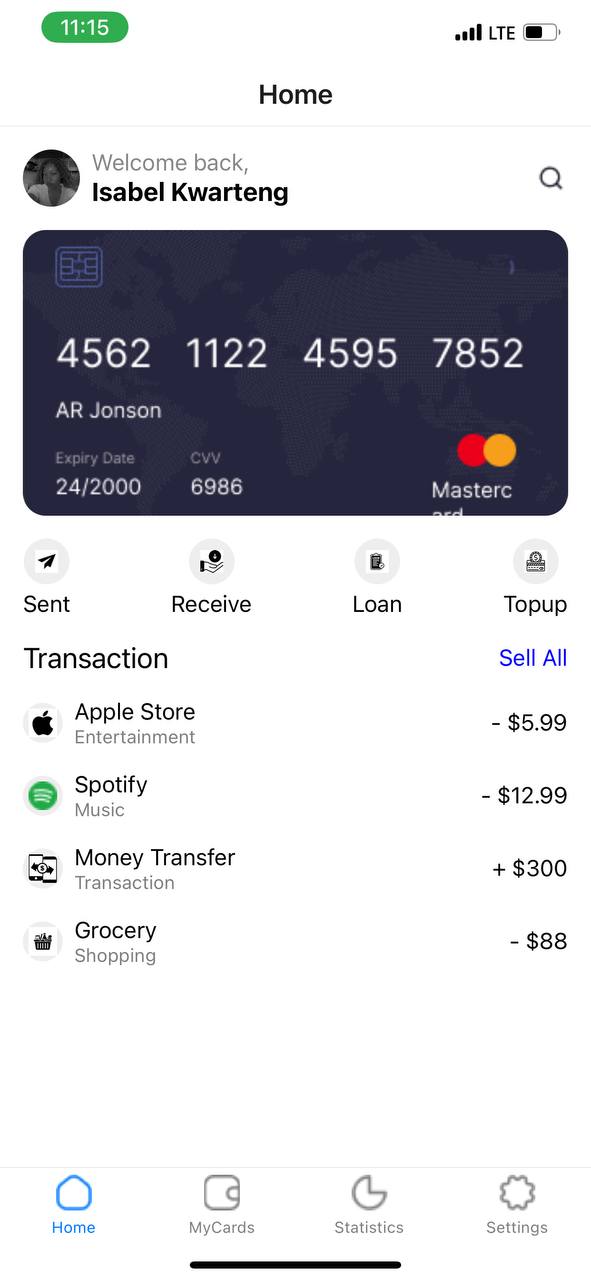 11:15
LTE
Home
Welcome back,
Isabel Kwarteng
4562 1122 4595 7852
AR Jonson
Expiry Date CVV
24/2000 6986
Masterc
ard
Sent Receive Loan Topup
Transaction Sell All
Apple Store
Entertainment
- $5.99
Spotify
Music
- $12.99
Money Transfer
Transaction
+ $300
Grocery
Shopping
- $88
Home MyCards Statistics Settings